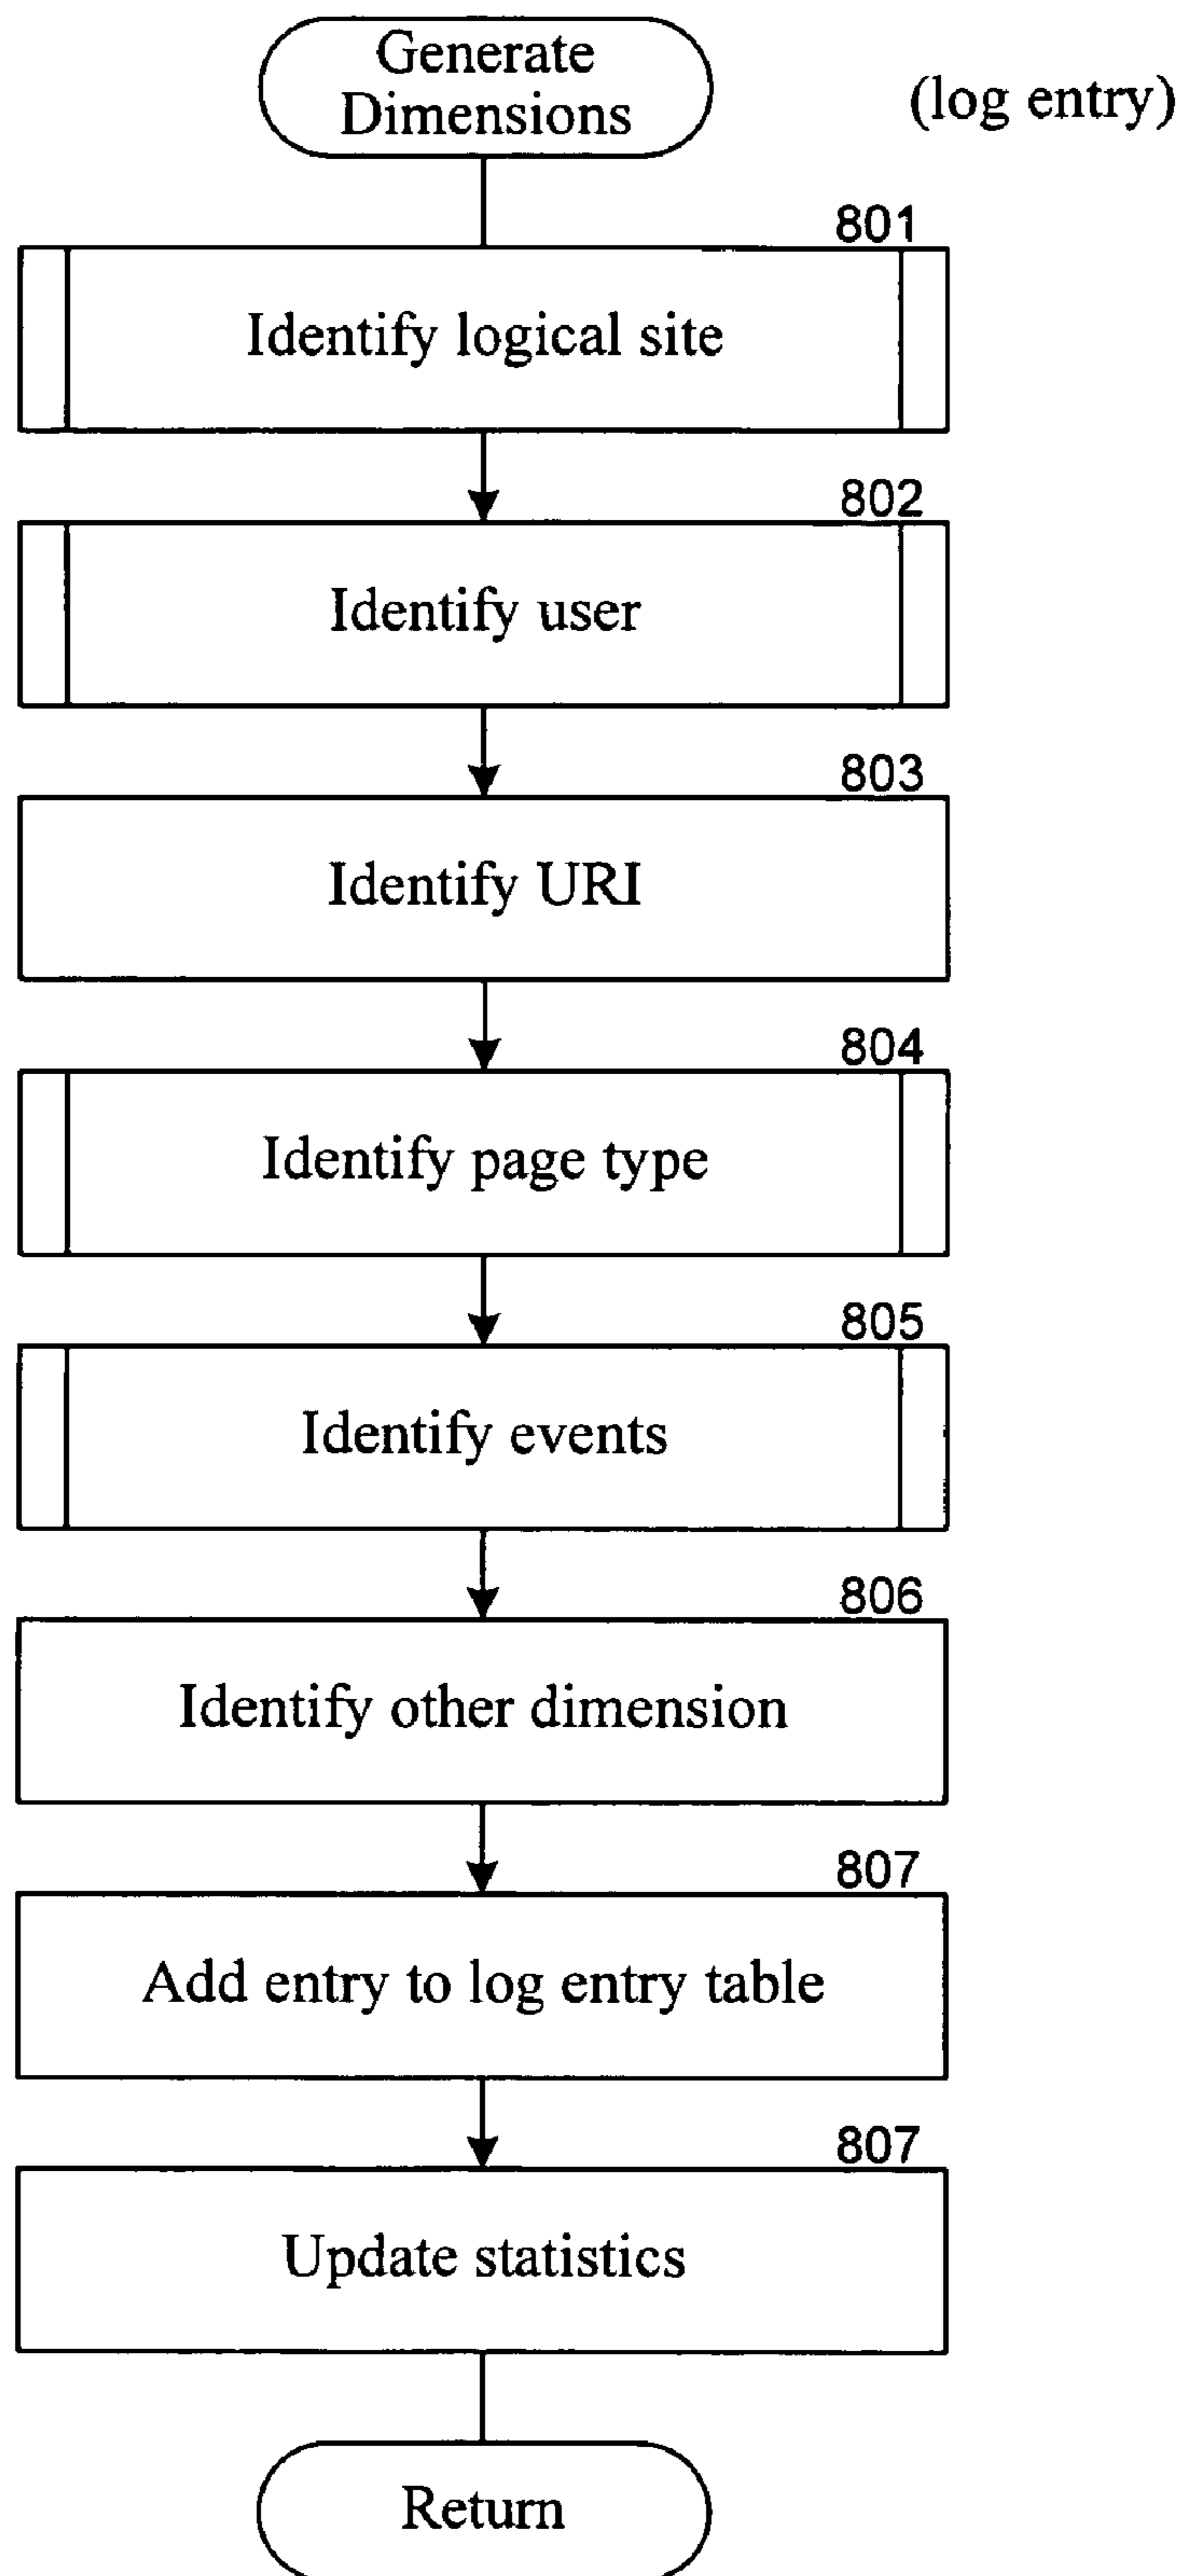 Generate
Dimensions
(log entry)
801
Identify logical site
802
Identify user
803
Identify URI
804
Identify page type
805
Identify events
806
Identify other dimension
807
Add entry to log entry table
807
Update statistics
Return